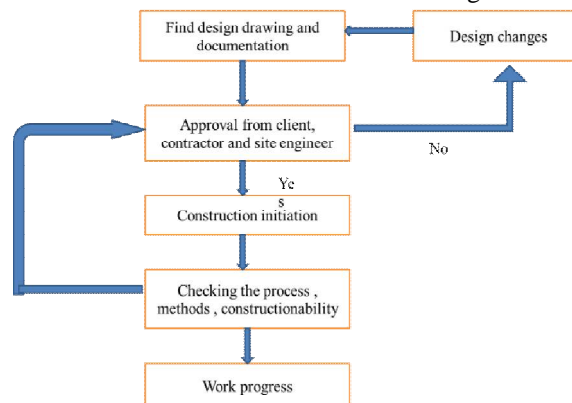 Find design drawing and
documentation
Design changes
Approval from client,
contractor and site engineer
No
Ye
s
Construction initiation
Checking the process ,
methods , constructionability
Work progress